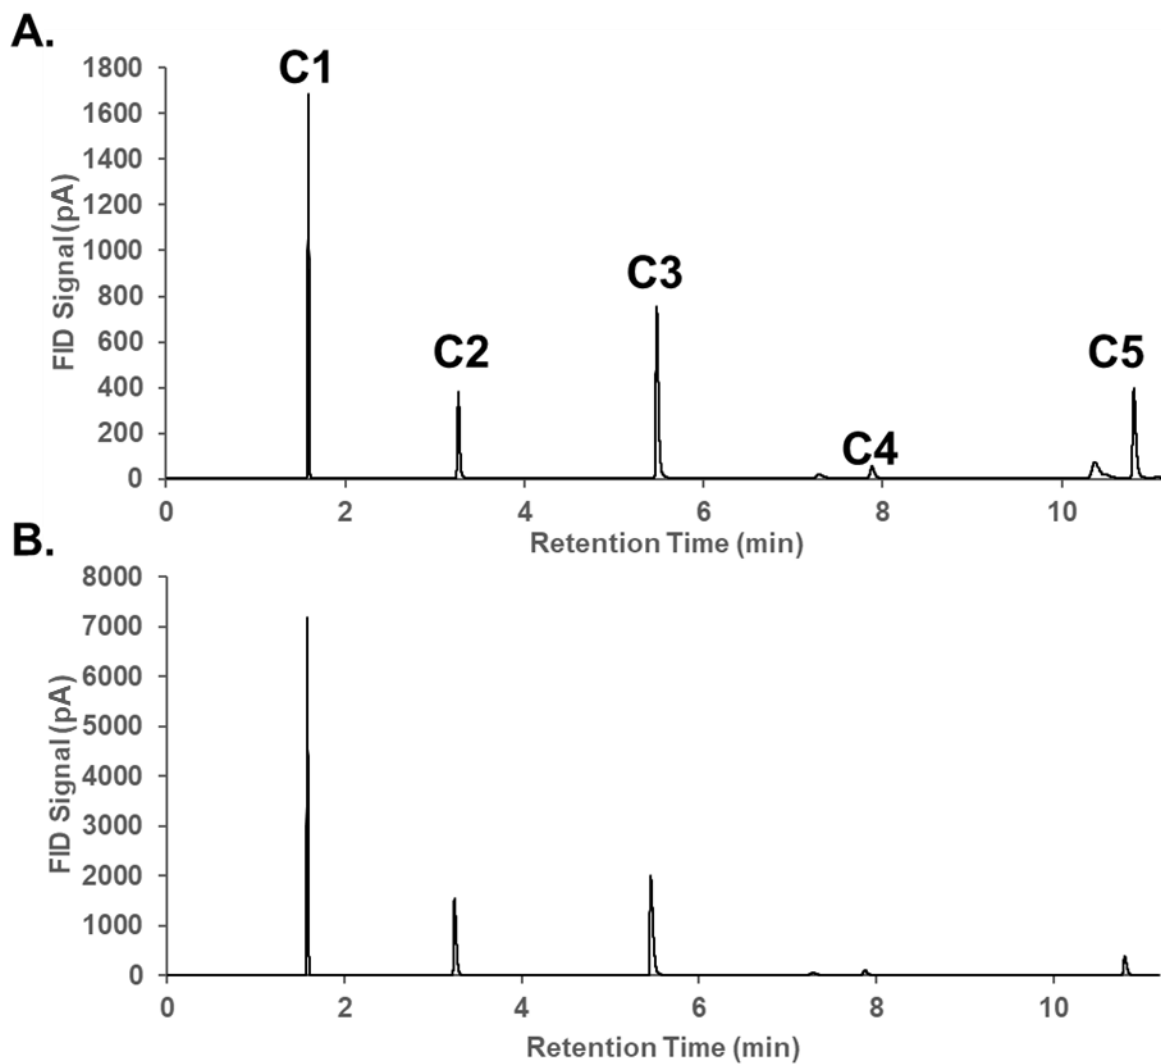 A.
1800
1600
1400
1200
1000
800
600
400
200
0
FID Signal (pA)
C1
C2
C3
C4
C5
0 2 4 6 8 10
Retention Time (min)
B.
8000
7000
6000
5000
4000
3000
2000
1000
0
FID Signal (pA)
0 2 4 6 8 10
Retention Time (min)